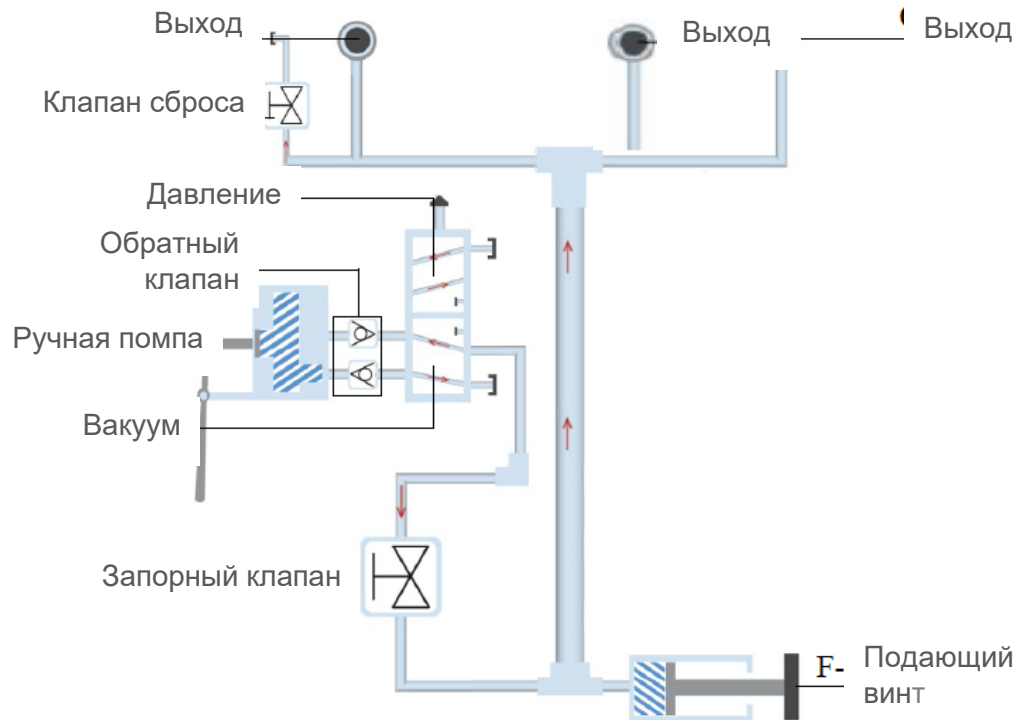 Выход
Выход
Выход
Клапан сброса
Давление
Обратный
клапан
Ручная помпа
Вакуум
Запорный клапан
F-
Подающий
винт